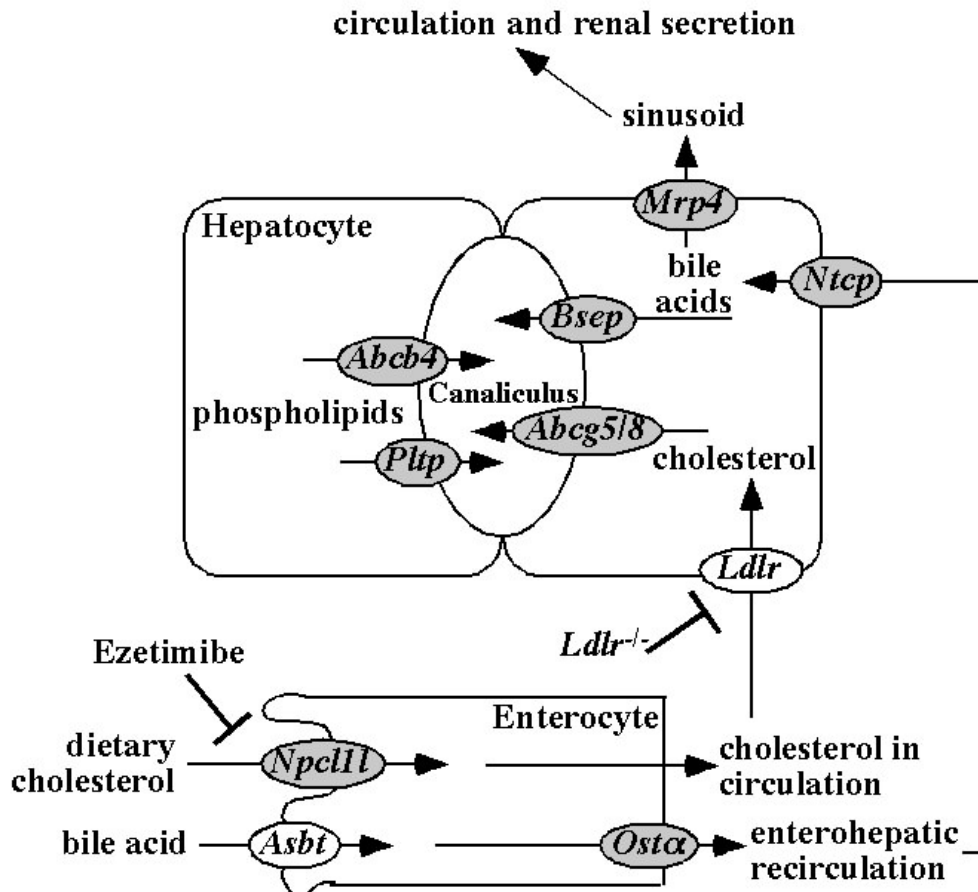 circulation and renal secretion
sinusoid
Mrp4
Hepatocyte
bile
acids
Ntcp
Bsep
Abcb4
Canaliculus
phospholipids
Abcg5/8
cholesterol
Pltp
Ldlr
Ldlr-/-
Ezetimibe
Enterocyte
dietary
cholesterol
Npcl1l
cholesterol in
circulation
bile acid
Asbt
Ostα
enterohepatic
recirculation